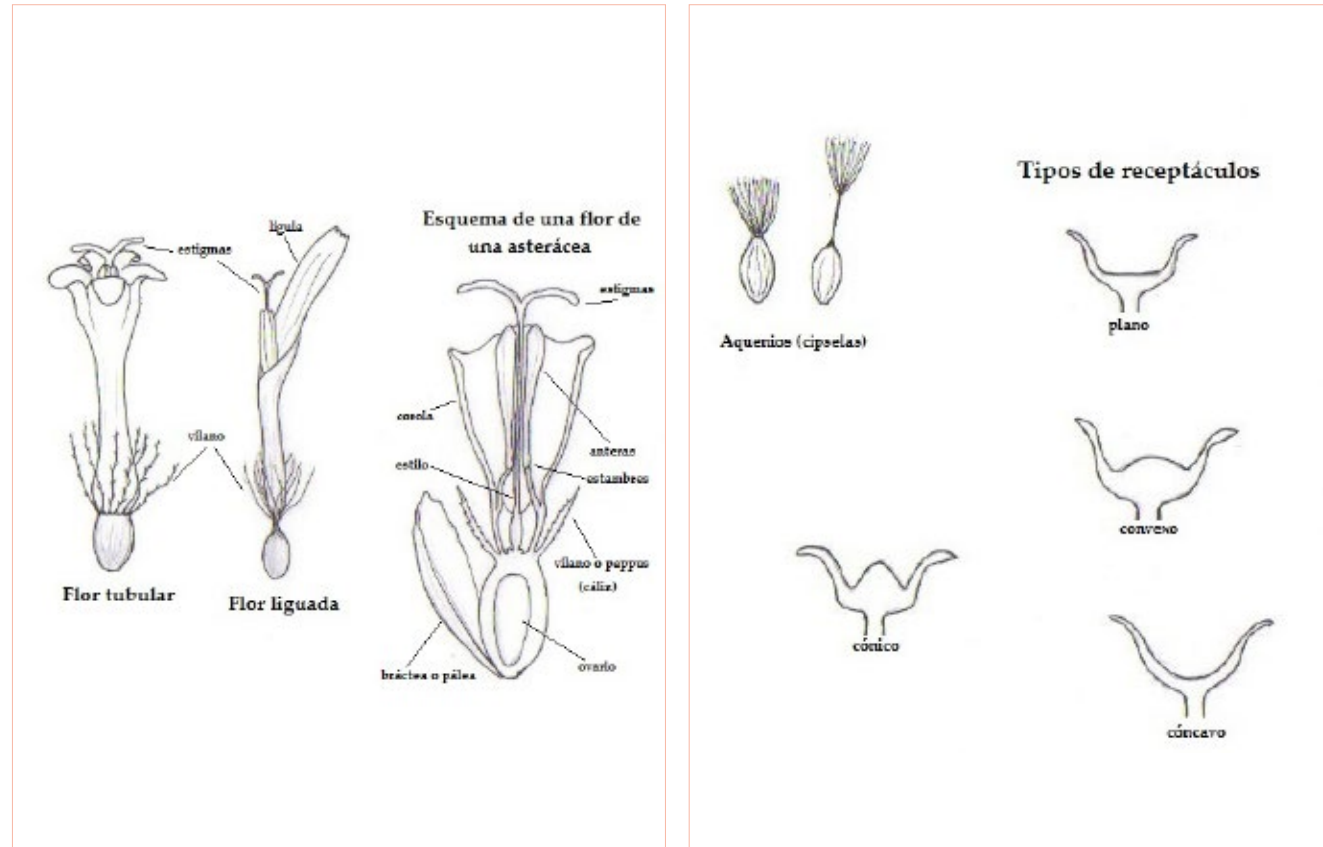 lígula
estigmas
vilano
Flor tubular
Flor liguada
Esquema de una flor de
una asterácea
estigmas
corola
anteras
estilo
estambres
vilano o pappus
(cáliz)
bráctea o pálea
ovario
Aquenios (cipselas)
Tipos de receptáculos
plano
convexo
cónico
cóncavo